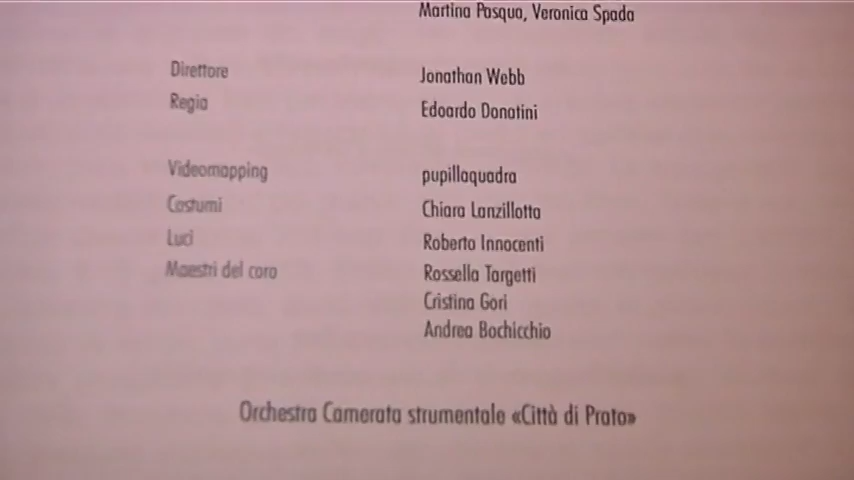 Martina Pasqua, Veronica Spada
Direttore Jonathan Webb
Regia Edoardo Donatini
Videomapping pupillaquadra
Costumi Chiara Lanzillotta
Luci Roberto Innocenti
Maestri del coro Rossella Targetti
Cristina Gori
Andrea Bochicchio
Orchestra Camerata strumentale «Città di Prato»